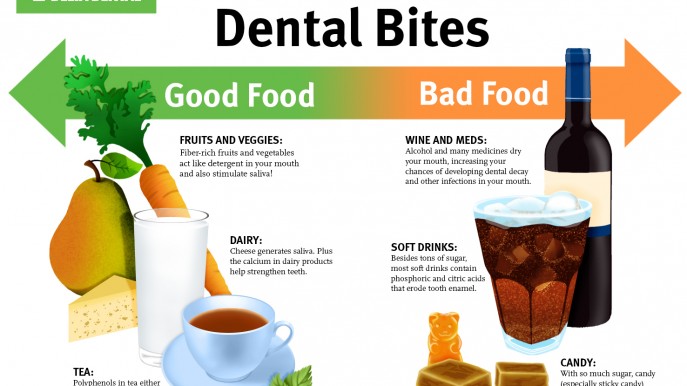 Dental Bites
Good Food
Bad Food
FRUITS AND VEGGIES:
Fiber-rich fruits and vegetables
act like detergent in your mouth
and also stimulate saliva!
WINE AND MEDS:
Alcohol and many medicines dry
your mouth, increasing your
chances of developing dental decay
and other infections in your mouth.
DAIRY:
Cheese generates saliva. Plus
the calcium in dairy products
help strengthen teeth.
SOFT DRINKS:
Besides tons of sugar,
most soft drinks contain
phosphoric and citric acids
that erode tooth enamel.
TEA:
Polyphenols in tea either
CANDY:
With so much sugar, candy
(especially sticky candy)